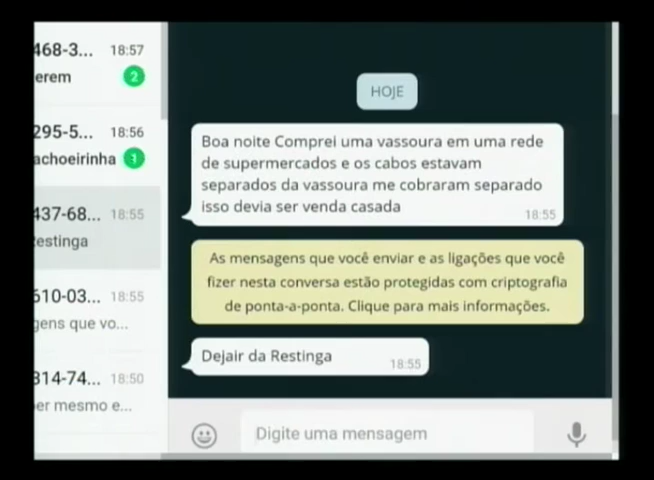 468-3... 18:57
erem 2
295-5... 18:56
achoeirinha 1
437-68... 18:55
Restinga
610-03... 18:55
gens que vo...
314-74... 18:50
er mesmo e...
HOJE
Boa noite Comprei uma vassoura em uma rede
de supermercados e os cabos estavam
separados da vassoura me cobraram separado
isso devia ser venda casada
18:55
As mensagens que você enviar e as ligações que você
fizer nesta conversa estão protegidas com criptografia
de ponta-a-ponta. Clique para mais informações.
Dejair da Restinga
18:55
Digite uma mensagem